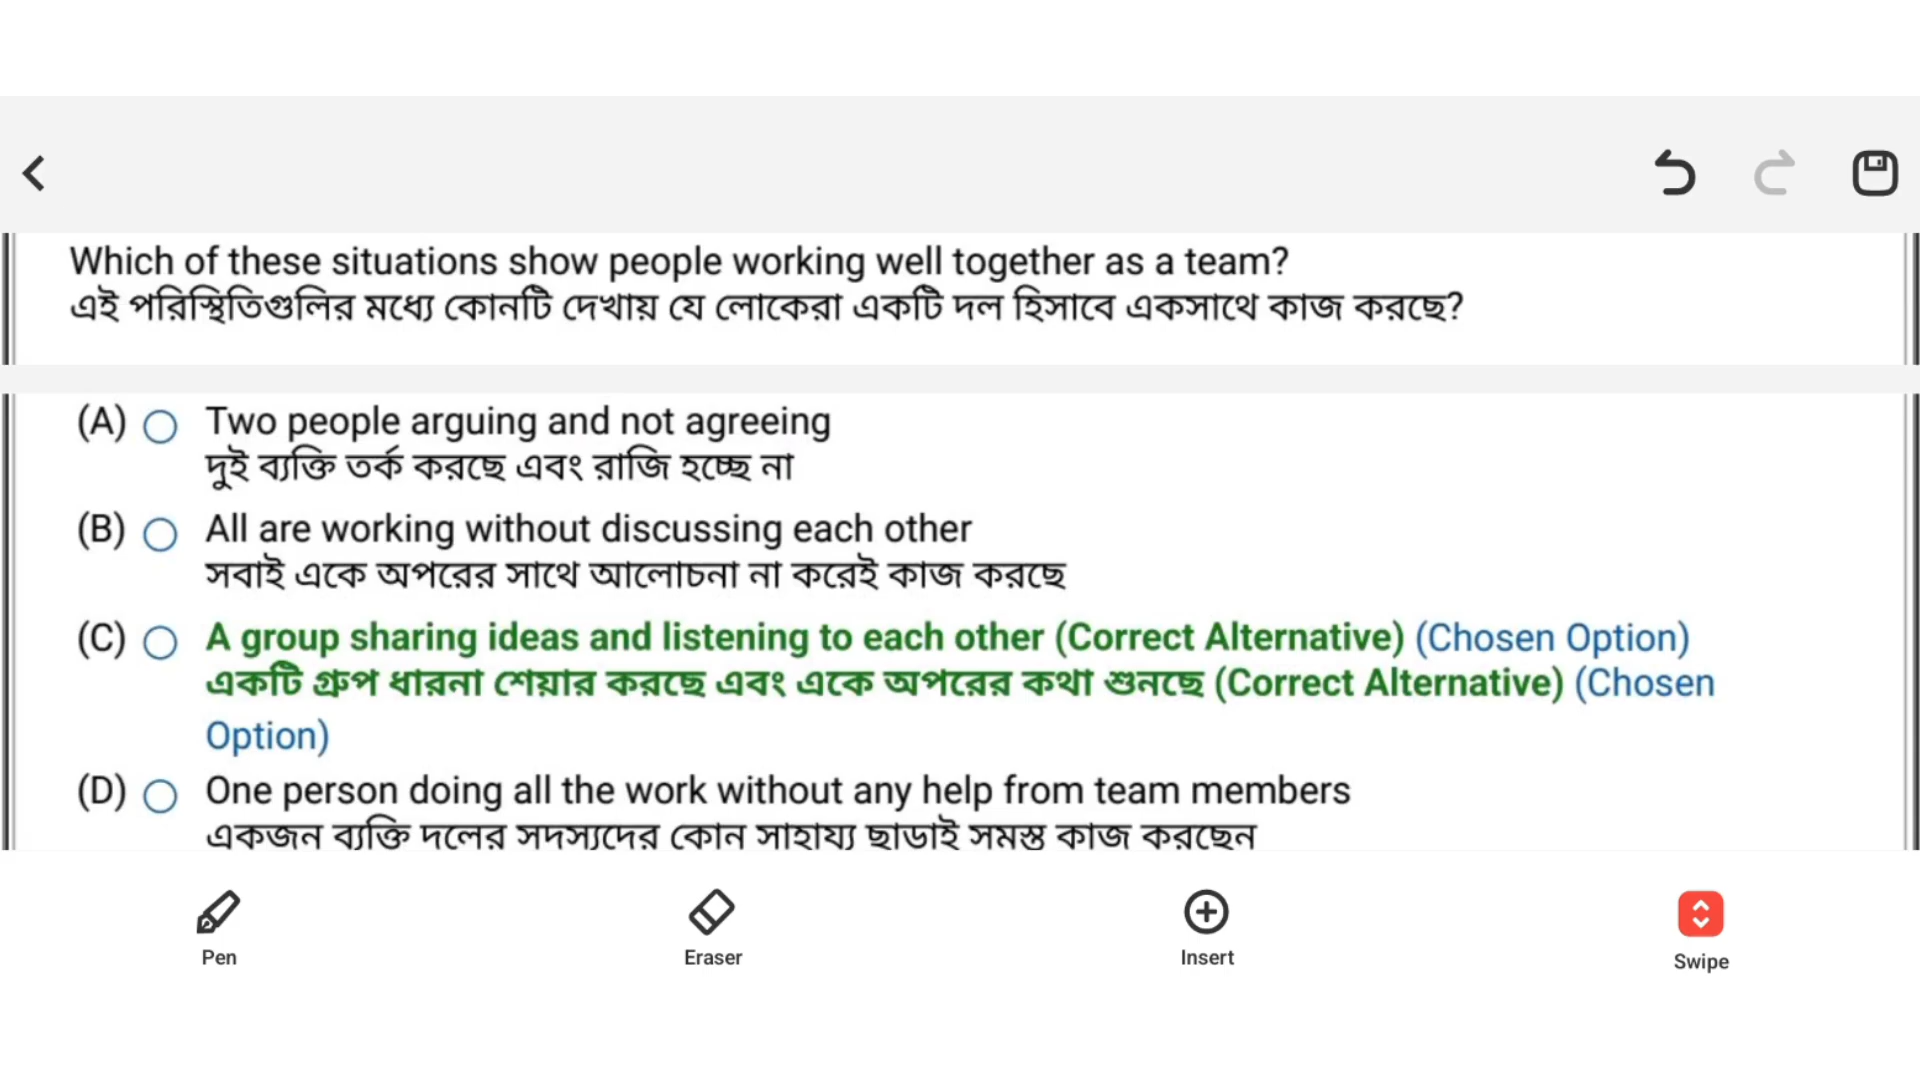 Which of these situations show people working well together as a team?
এই পরিস্থিতিগুলির মধ্যে কোনটি দেখায় যে লোকেরা একটি দল হিসাবে একসাথে কাজ করছে?
(A) Two people arguing and not agreeing
দুই ব্যক্তি তর্ক করছে এবং রাজি হচ্ছে না
(B) All are working without discussing each other
সবাই একে অপরের সাথে আলোচনা না করেই কাজ করছে
(C) A group sharing ideas and listening to each other (Correct Alternative) (Chosen Option)
একটি গ্রুপ ধারনা শেয়ার করছে এবং একে অপরের কথা শুনছে (Correct Alternative) (Chosen
Option)
(D) One person doing all the work without any help from team members
একজন ব্যক্তি দলের সদস্যদের কোন সাহায্য ছাড়াই সমস্ত কাজ করছেন
Pen Eraser Insert Swipe